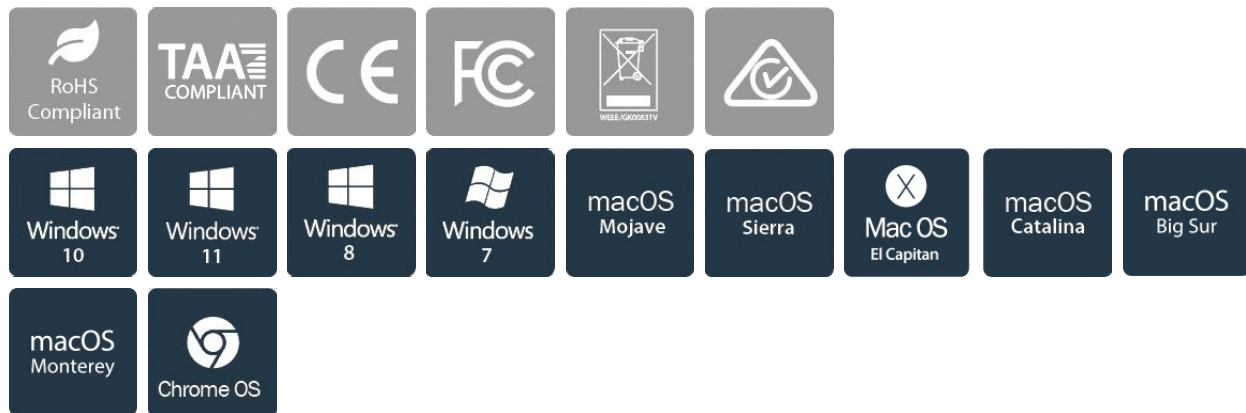 RoHS
Compliant
TAA
COMPLIANT
CE
FC
WEEE/GK0063TV
Windows
10
Windows
11
Windows
8
Windows
7
macOS
Mojave
macOS
Sierra
X
Mac OS
El Capitan
macOS
Catalina
macOS
Big Sur
macOS
Monterey
Chrome OS